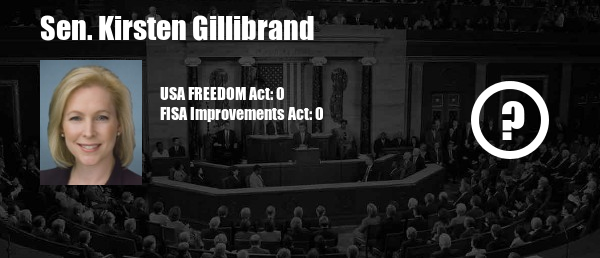 Sen. Kirsten Gillibrand
USA FREEDOM Act: 0
FISA Improvements Act: 0
?